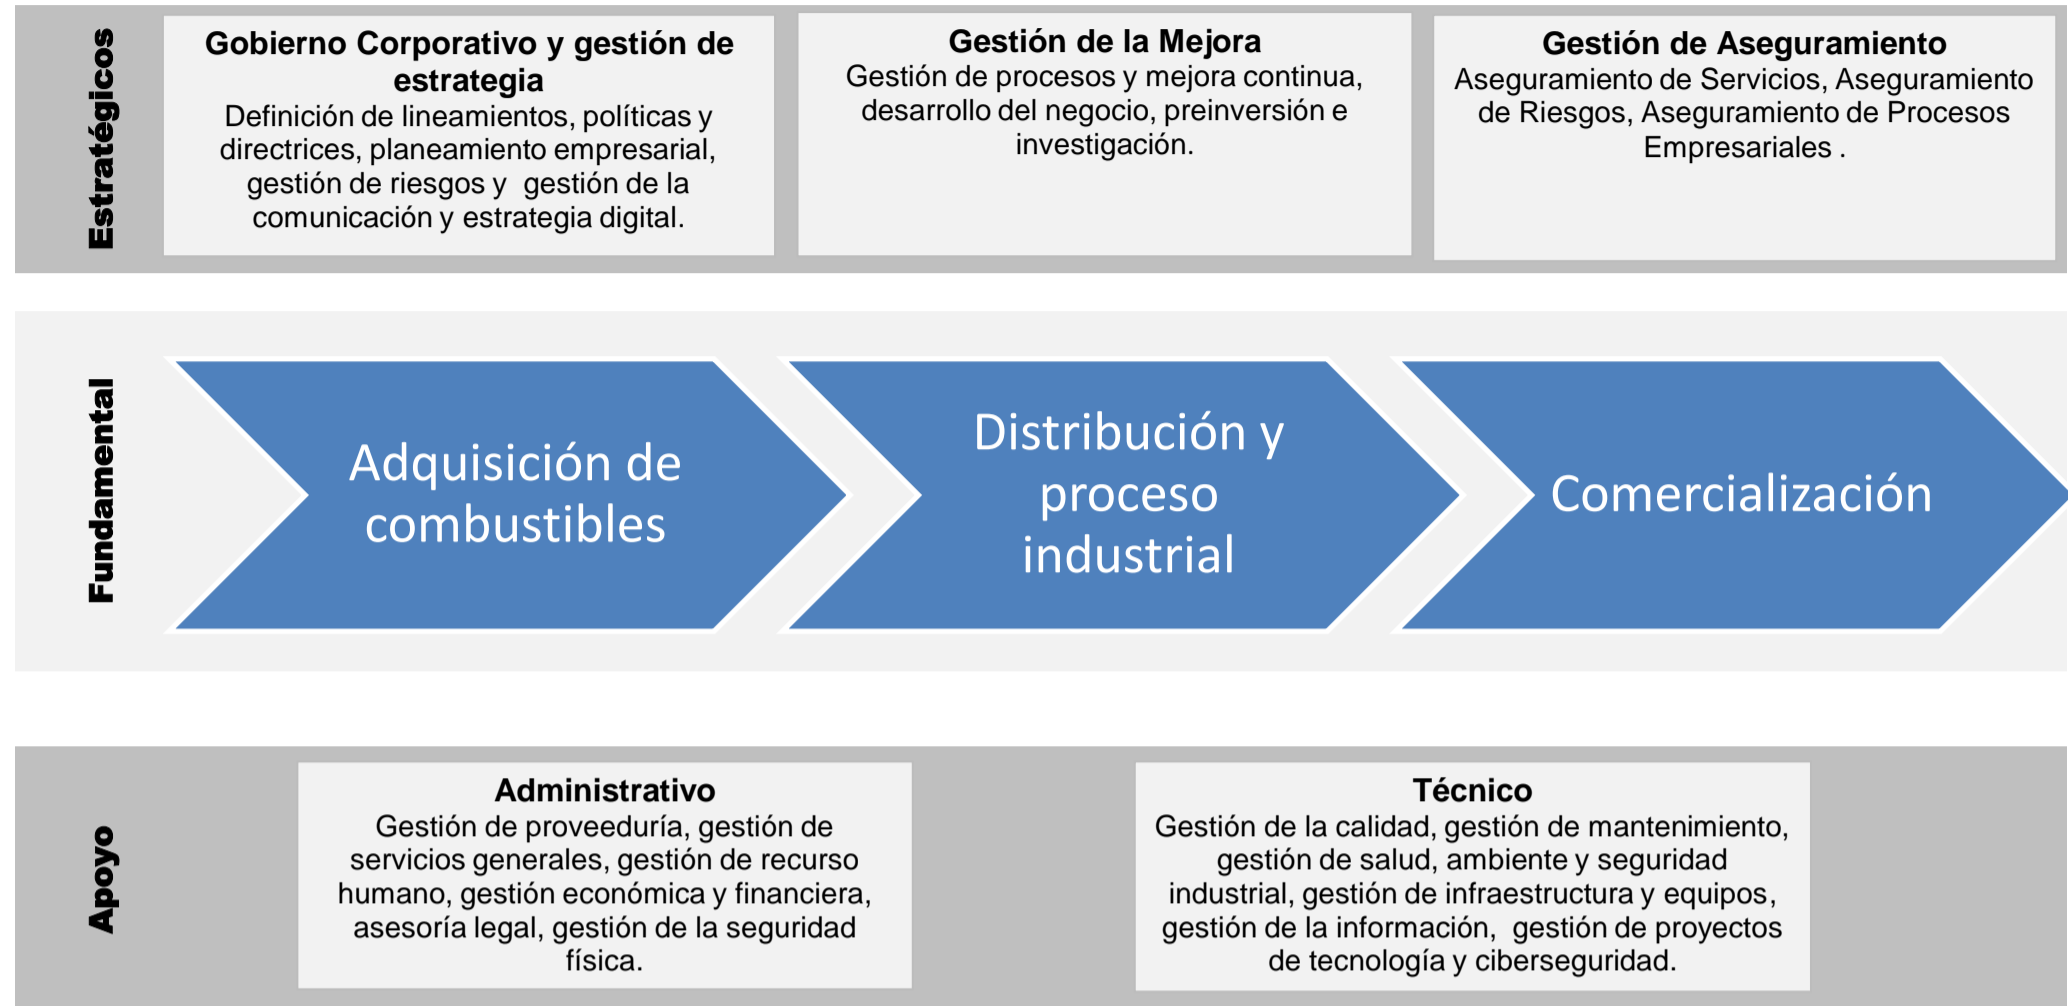 Estratégicos
Gobierno Corporativo y gestión de
estrategia
Definición de lineamientos, políticas y
directrices, planeamiento empresarial,
gestión de riesgos y  gestión de la
comunicación y estrategia digital.
Gestión de la Mejora
Gestión de procesos y mejora continua,
desarrollo del negocio, preinversión e
investigación.
Gestión de Aseguramiento
Aseguramiento de Servicios, Aseguramiento
de Riesgos, Aseguramiento de Procesos
Empresariales .
Fundamental
Adquisición de
combustibles
Distribución y
proceso
industrial
Comercialización
Apoyo
Administrativo
Gestión de proveeduría, gestión de
servicios generales, gestión de recurso
humano, gestión económica y financiera,
asesoría legal, gestión de la seguridad
física.
Técnico
Gestión de la calidad, gestión de mantenimiento,
gestión de salud, ambiente y seguridad
industrial, gestión de infraestructura y equipos,
gestión de la información,  gestión de proyectos
de tecnología y ciberseguridad.